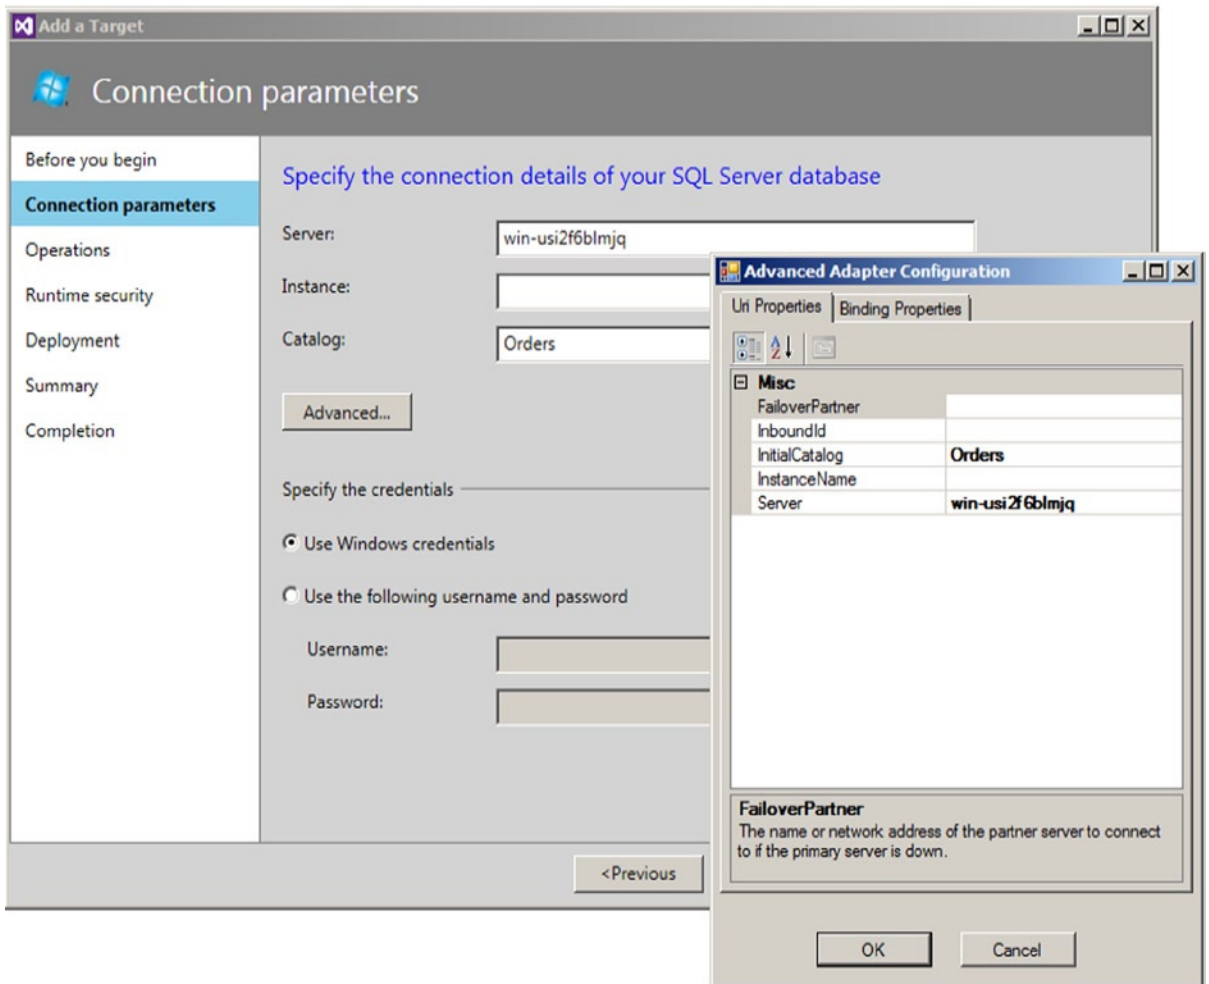 Add a Target
Connection parameters
Before you begin
Connection parameters
Operations
Runtime security
Deployment
Summary
Completion
Specify the connection details of your SQL Server database
Server: win-usi2f6blmjq
Instance:
Catalog: Orders
Advanced...
Specify the credentials
Use Windows credentials
Use the following username and password
Username:
Password:
<Previous
Advanced Adapter Configuration
Uri Properties Binding Properties
Misc
FailoverPartner
InboundId
InitialCatalog Orders
InstanceName
Server win-usi2f6blmjq
FailoverPartner
The name or network address of the partner server to connect
to if the primary server is down.
OK Cancel